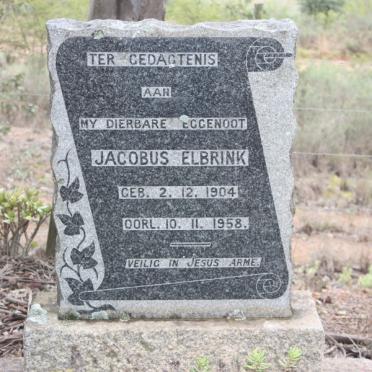 TER GEDAGTENIS
AAN
MY DIERBARE EGGENOOT
JACOBUS ELBRINK
GEB. 2. 12. 1904
OORL. 10. 11. 1958.
VEILIG IN JESUS ARME.